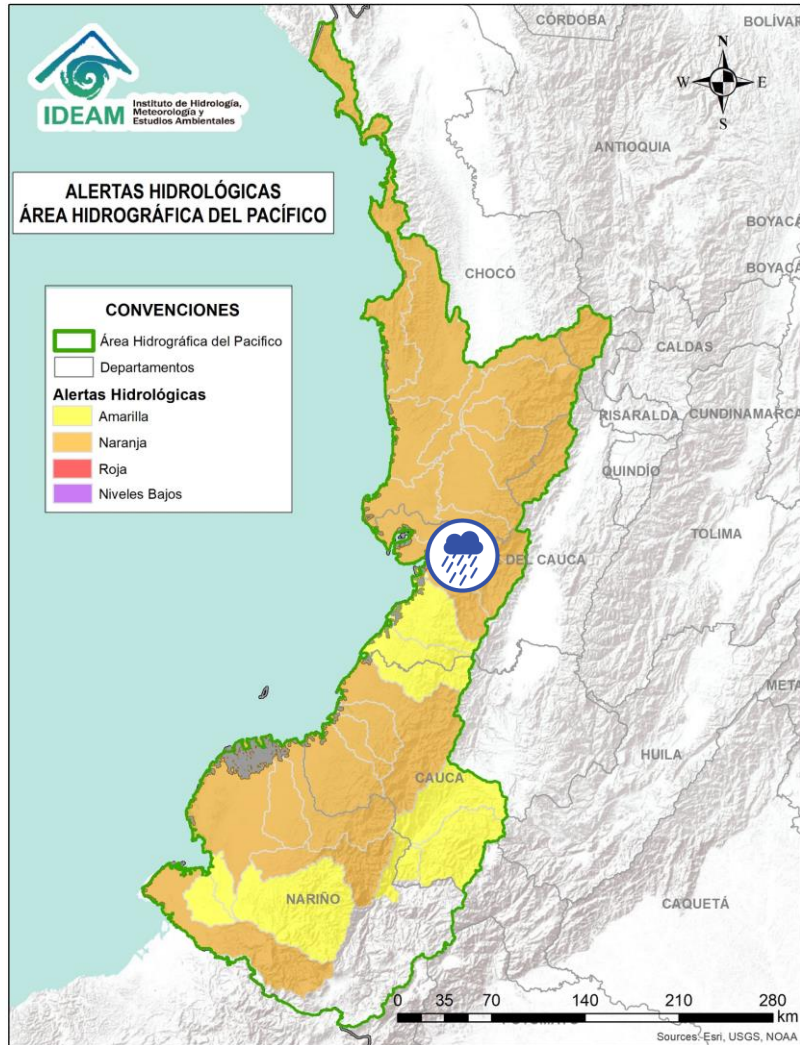 IDEAM
Instituto de Hidrología,
Meteorología y
Estudios Ambientales
ALERTAS HIDROLÓGICAS
ÁREA HIDROGRÁFICA DEL PACÍFICO
CONVENCIONES
Área Hidrográfica del Pacifico
Departamentos
Alertas Hidrológicas
Amarilla
Naranja
Roja
Niveles Bajos
N
W E
S
CÓRDOBA
BOLÍVAR
ANTIOQUIA
BOYACÁ
BOYACÁ
CHOCÓ
CALDAS
RISARALDA
CUNDINAMARCA
QUINDÍO
TOLIMA
DEL CAUCA
META
HUILA
CAUCA
NARIÑO
CAQUETÁ
0 35 70 140 210 280
km
Sources: Esri, USGS, NOAA